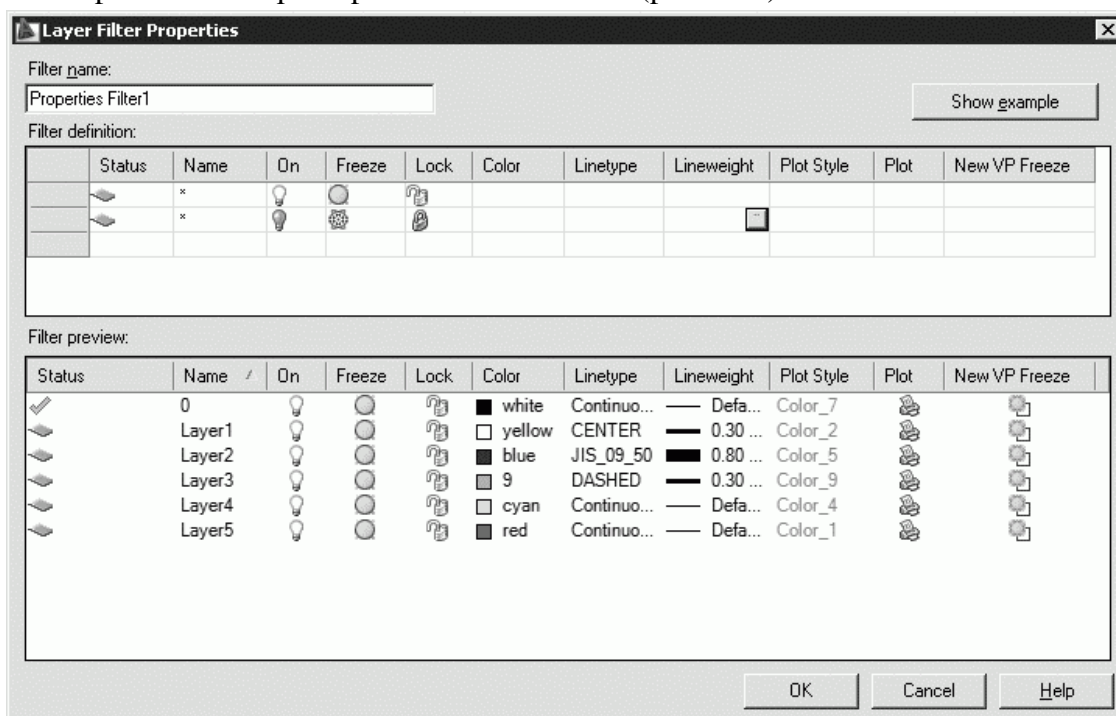 Layer Filter Properties
Filter name:
Properties Filter1
Show example
Filter definition:
Status Name On Freeze Lock Color Linetype Lineweight Plot Style Plot New VP Freeze
*
*
...
Filter preview:
Status Name On Freeze Lock Color Linetype Lineweight Plot Style Plot New VP Freeze
0 white Continuo... Defa... Color_7
Layer1 yellow CENTER 0.30 ... Color_2
Layer2 blue JIS_09_50 0.80 ... Color_5
Layer3 9 DASHED 0.30 ... Color_9
Layer4 cyan Continuo... Defa... Color_4
Layer5 red Continuo... Defa... Color_1
OK Cancel Help